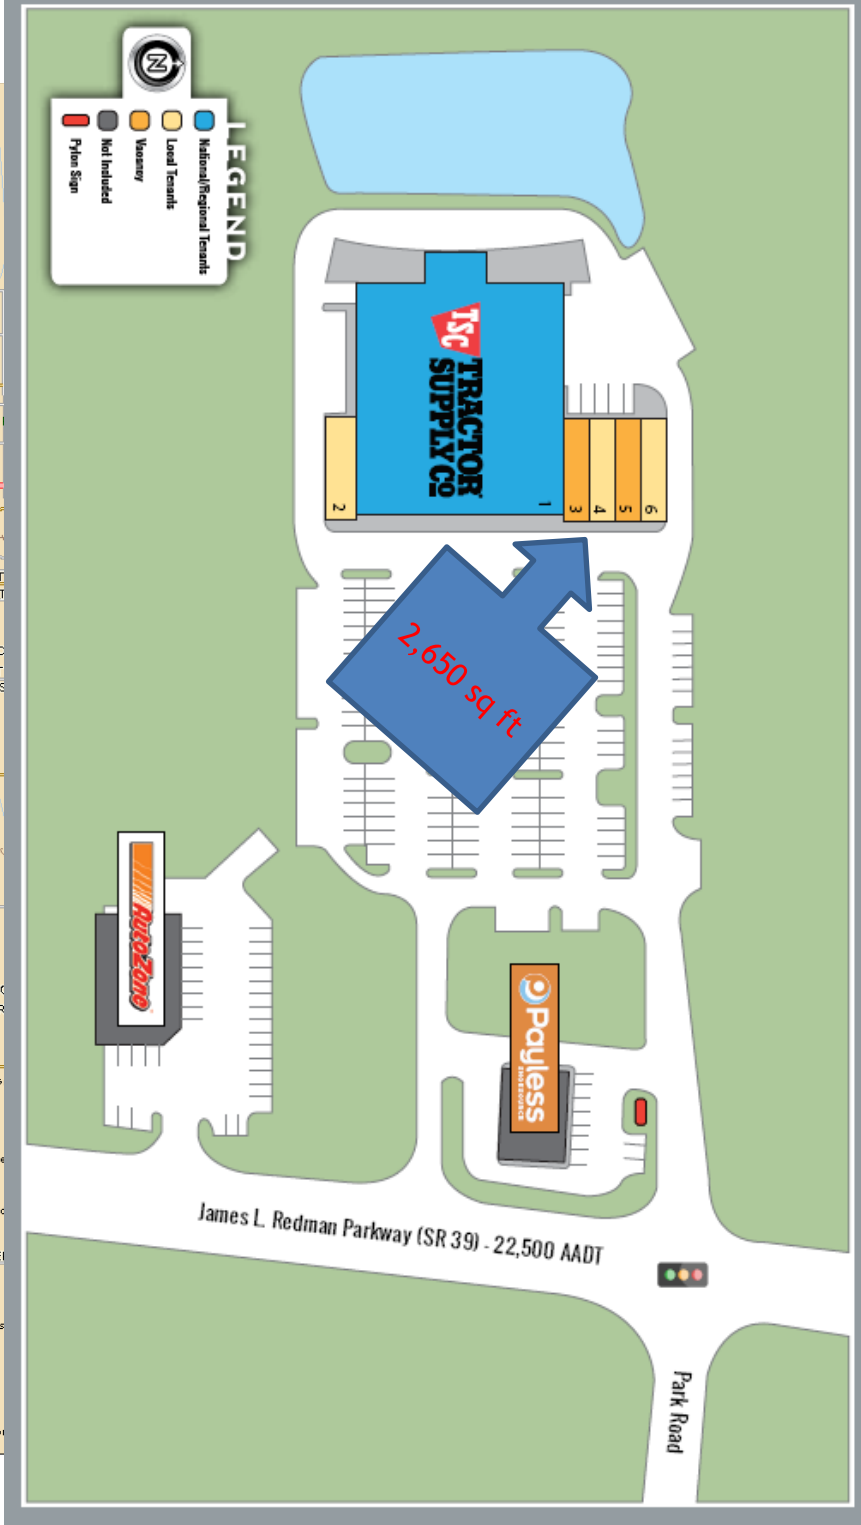 LEGEND
National/Regional Tenants
Local Tenants
Vacancy
Not Included
Pylon Sign
N
TSC TRACTOR
SUPPLY CO
1
2
3
4
5
6
2,650 sq ft
AutoZone
Payless
SHOESOURCE
James L. Redman Parkway (SR 39) - 22,500 AADT
Park Road